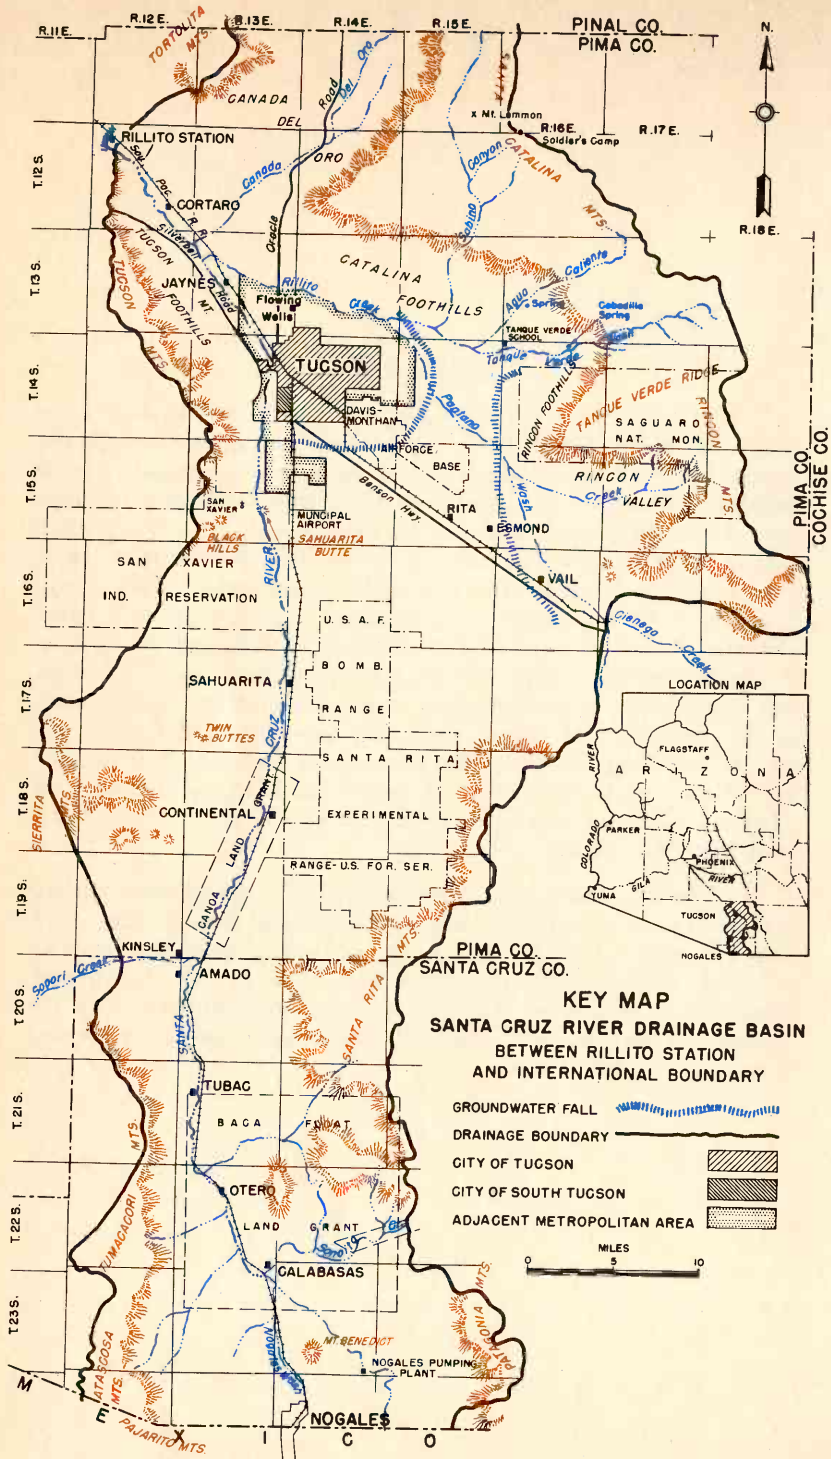 R.11E.
R.12E.
R.13E.
R.14E.
R.15E.
PINAL CO.
PIMA CO.
N.
TORTOLITA
MTS.
CANADA
DEL
ORO
Road
Del
Oro
SANTA
x Mt. Lemmon
R.16E.
Soldier's Camp
R.17E.
CATALINA
MTS.
R.18E.
RILLITO STATION
So.
Pac.
R.R.
T.12S.
CORTARO
Canada
Oracle
Canyon
Sabino
Silverbell
Road
TUCSON
MT.
FOOTHILLS
TUCSON
MTS.
T.13S.
JAYNES
Rillito
Creek
CATALINA
FOOTHILLS
Flowing
Wells
Agua
Caliente
Spring
Cabadilla
Spring
Wash
TANQUE VERDE
SCHOOL
Tanque
Verde
T.14S.
TUCSON
DAVIS-
MONTHAN
AIR FORCE
BASE
Pantano
Wash
RINCON FOOTHILLS
TANQUE VERDE RIDGE
SAGUARO
NAT. MON.
RINCON
MTS.
T.15S.
Benson Hwy.
RITA
ESMOND
RINCON
Creek
VALLEY
PIMA CO.
COCHISE CO.
SAN
XAVIER
MUNICIPAL
AIRPORT
BLACK
HILLS
SAHUARITA
BUTTE
RIVER
T.16S.
SAN XAVIER
IND. RESERVATION
VAIL
Cienega
Creek
U.S.A.F.
BOMB.
RANGE
T.17S.
SAHUARITA
CRUZ
TWIN
BUTTES
SANTA RITA
EXPERIMENTAL
RANGE-U.S. FOR. SER.
T.18S.
SIERRITA
MTS.
CONTINENTAL
CANOA LAND GRANT
T.19S.
LOCATION MAP
FLAGSTAFF
ARIZONA
COLORADO
RIVER
PARKER
PHOENIX
GILA
RIVER
YUMA
TUCSON
NOGALES
KINSLEY
AMADO
Sopori Creek
PIMA CO.
SANTA CRUZ CO.
T.20S.
SANTA
SANTA RITA
MTS.
KEY MAP
SANTA CRUZ RIVER DRAINAGE BASIN
BETWEEN RILLITO STATION
AND INTERNATIONAL BOUNDARY
GROUNDWATER FALL
DRAINAGE BOUNDARY
CITY OF TUCSON
CITY OF SOUTH TUCSON
ADJACENT METROPOLITAN AREA
MILES
0 10
T.21S.
TUBAC
BACA FLOAT
TUMACACORI
MTS.
T.22S.
OTERO
LAND GRANT
CALABASAS
T.23S.
MT. BENEDICT
NOGALES PUMPING
PLANT
PATAGONIA MTS.
ATASCOSA
MTS.
PAJARITO MTS.
NOGALES
MEXICO